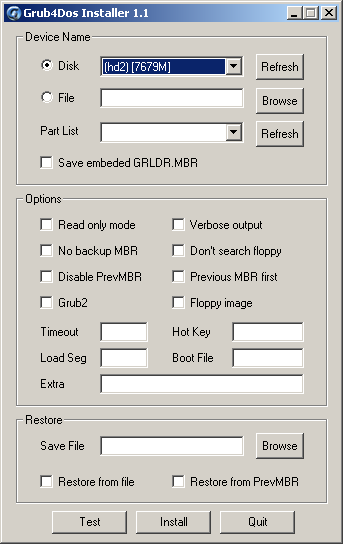 Grub4Dos Installer 1.1
Device Name
Disk (hd2) [7679M] Refresh
File Browse
Part List Refresh
Save embeded GRLDR.MBR
Options
Read only mode Verbose output
No backup MBR Don't search floppy
Disable PrevMBR Previous MBR first
Grub2 Floppy image
Timeout Hot Key
Load Seg Boot File
Extra
Restore
Save File Browse
Restore from file Restore from PrevMBR
Test Install Quit